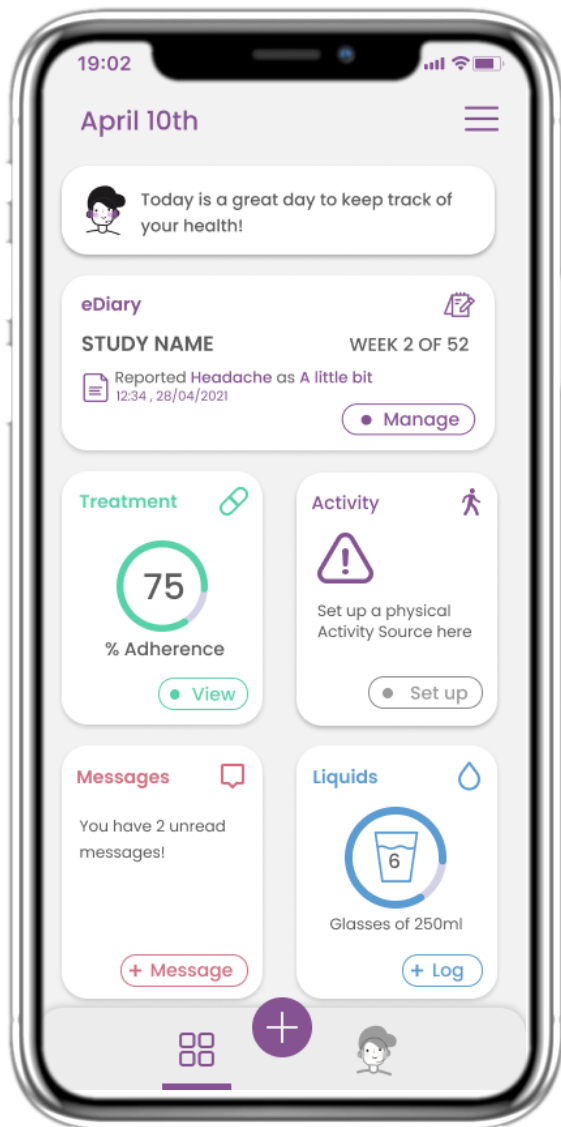 19:02
April 10th
Today is a great day to keep track of
your health!
eDiary
STUDY NAME
WEEK 2 OF 52
Reported Headache as A little bit
12:34 , 28/04/2021
Manage
Treatment
75
% Adherence
View
Activity
Set up a physical
Activity Source here
Set up
Messages
You have 2 unread
messages!
+ Message
Liquids
6
Glasses of 250ml
+ Log